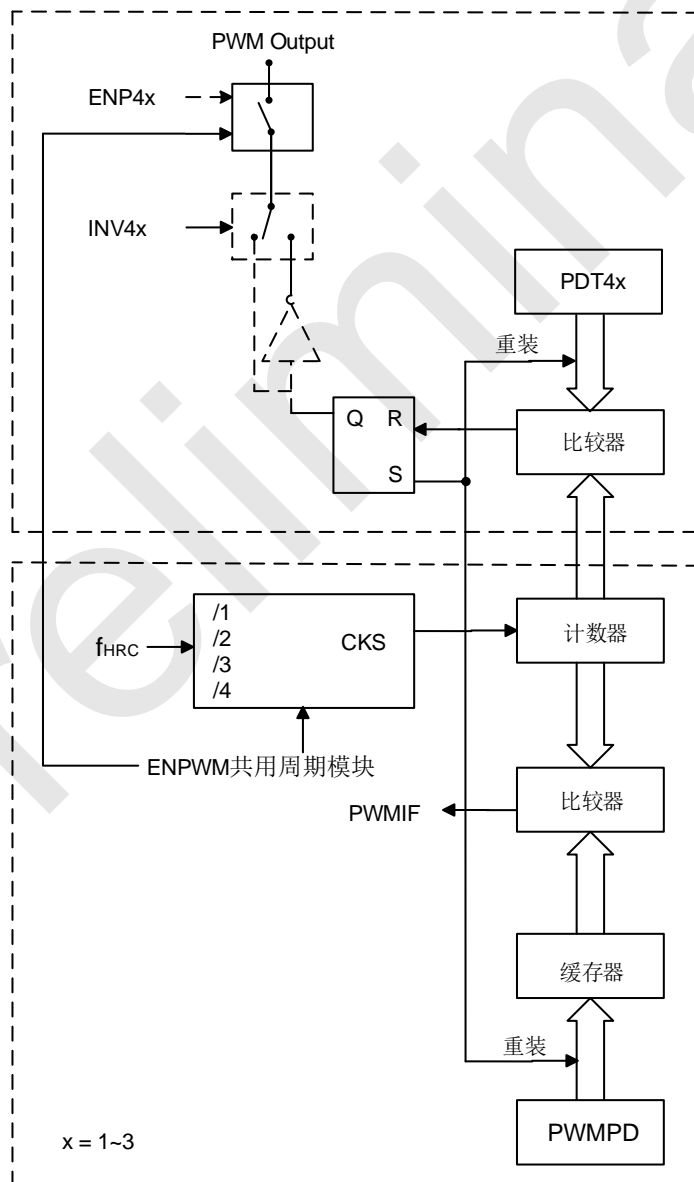 PWM Output
ENP4x
INV4x
PDT4x
重装
Q R
S
比较器
/1
/2
/3
/4
CKS
fHRC
计数器
ENPWM共用周期模块
PWMIF
比较器
缓存器
重装
PWMPD
x = 1~3